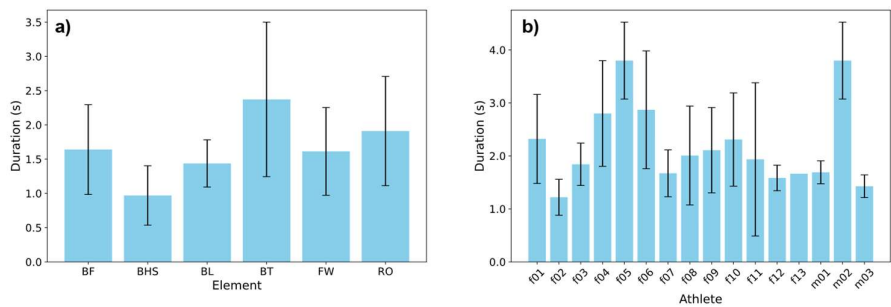 a)
Duration (s)
3.5
3.0
2.5
2.0
1.5
1.0
0.5
0.0
BF BHS BL BT FW RO
Element
b)
Duration (s)
4.0
3.0
2.0
1.0
0.0
f01 f02 f03 f04 f05 f06 f07 f08 f09 f10 f11 f12 f13 m01 m02 m03
Athlete